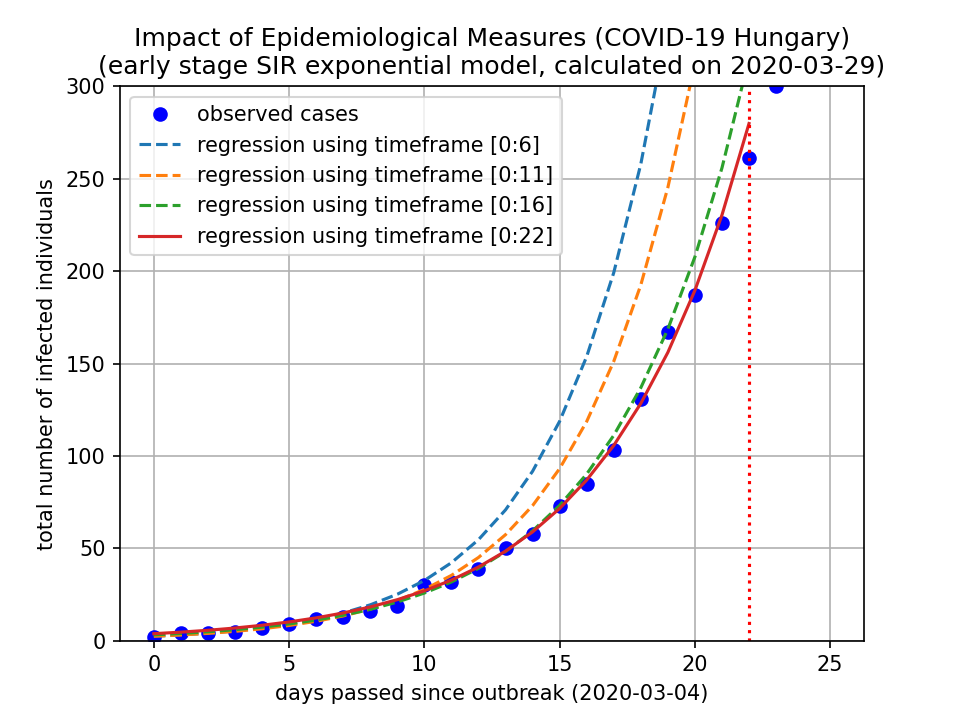 Impact of Epidemiological Measures (COVID-19 Hungary)
(early stage SIR exponential model, calculated on 2020-03-29)
total number of infected individuals
300
250
200
150
100
50
0
observed cases
regression using timeframe [0:6]
regression using timeframe [0:11]
regression using timeframe [0:16]
regression using timeframe [0:22]
0 5 10 15 20 25
days passed since outbreak (2020-03-04)